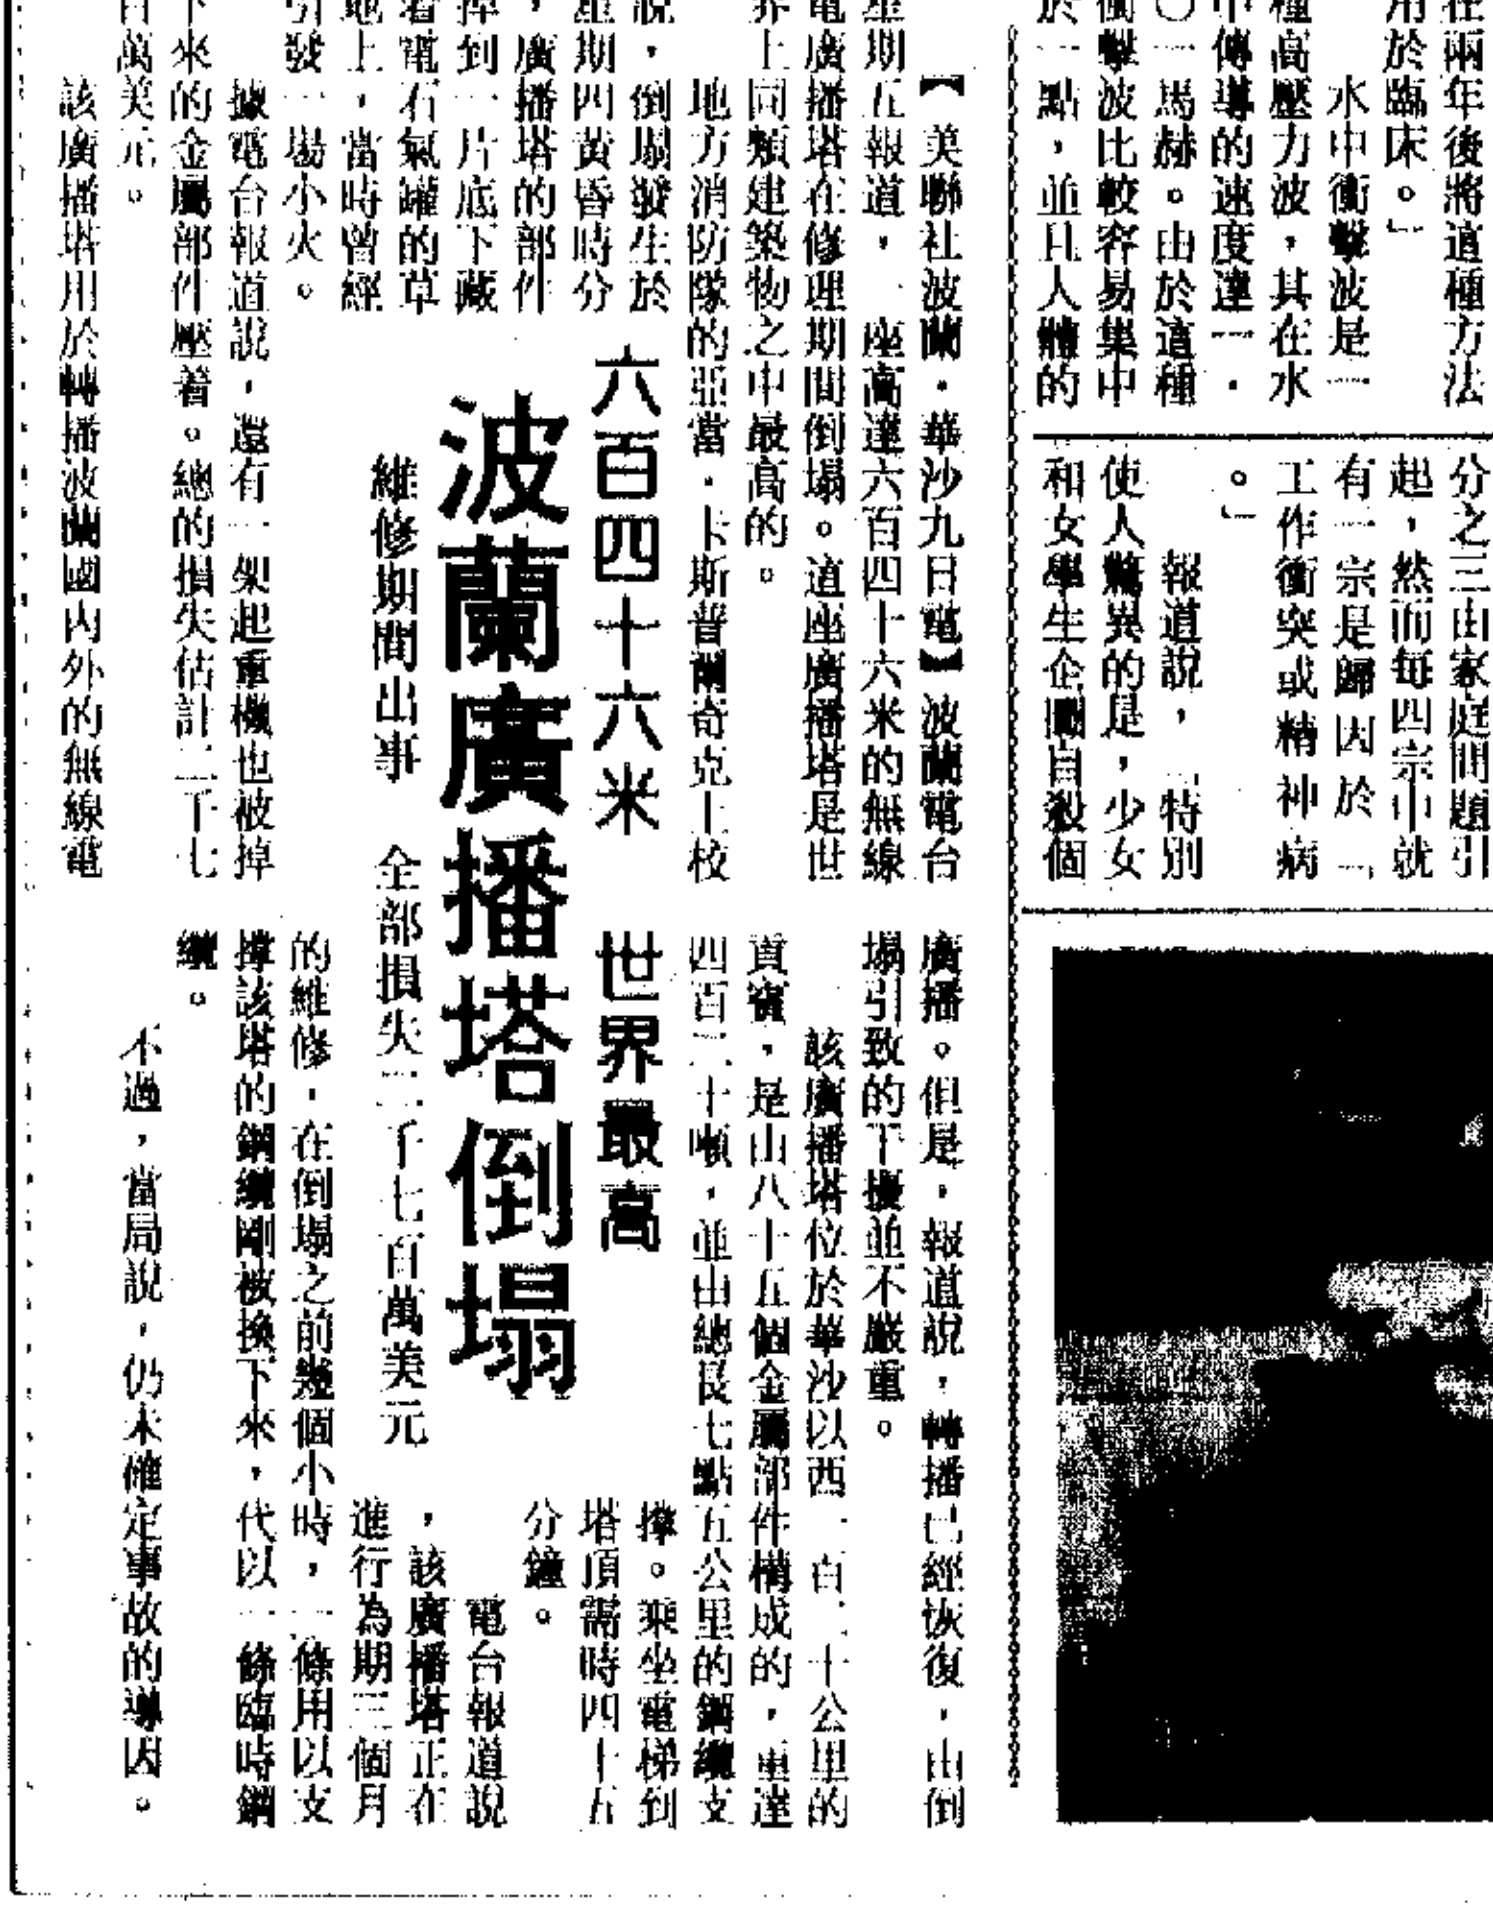 在兩年後將這種方法
用於臨床。」
水中衝擊波是一
種高壓力波，其在水
中傳導的速度達一．
〇一馬赫。由於這種
衝擊波比較容易集中
於一點，並且人體的
分之三由家庭問題引
起，然而每四宗中就
有一宗是歸因於「
工作衝突或精神病
。」
報道說，「特別
使人驚異的是，少女
和女學生企圖自殺個
六百四十六米　世界最高
波蘭廣播塔倒塌
維修期間出事　全部損失二千七百萬美元
【美聯社波蘭．華沙九日電】波蘭電台
星期五報道，一座高達六百四十六米的無線
電廣播塔在修理期間倒塌。這座廣播塔是世
界上同類建築物之中最高的。
地方消防隊的亞當．卡斯普爾奇克上校
說，倒塌發生於
星期四黃昏時分
，廣播塔的部件
掉到一片底下藏
着電石氣罐的草
地上，當時曾經
引發一場小火。
據電台報道說，還有一架起重機也被掉
下來的金屬部件壓着。總的損失估計二千七
百萬美元。
該廣播塔用於轉播波蘭國內外的無線電
廣播。但是，報道說，轉播已經恢復，由倒
塌引致的干擾並不嚴重。
該廣播塔位於華沙以西一百二十公里的
貢賓，是由八十五個金屬部件構成的，重達
四百二十噸，並由總長七點五公里的鋼纜支
撐。乘坐電梯到
塔頂需時四十五
分鐘。
電台報道說
，該廣播塔正在
進行為期三個月
的維修，在倒塌之前幾個小時，一條用以支
撐該塔的鋼纜剛被換下來，代以一條臨時鋼
纜。
不過，當局說，仍未確定事故的導因。